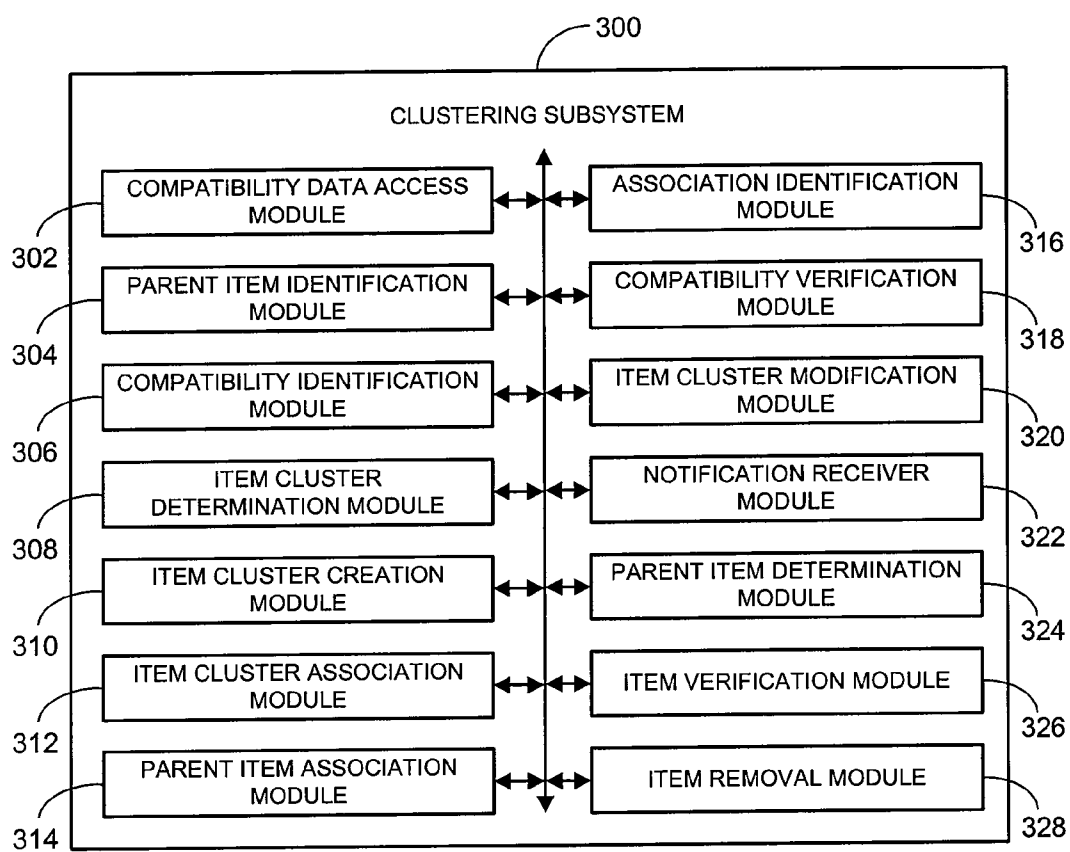 300
CLUSTERING SUBSYSTEM
COMPATIBILITY DATA ACCESS
MODULE
302
PARENT ITEM IDENTIFICATION
MODULE
304
COMPATIBILITY IDENTIFICATION
MODULE
306
ITEM CLUSTER
DETERMINATION MODULE
308
ITEM CLUSTER CREATION
MODULE
310
ITEM CLUSTER ASSOCIATION
MODULE
312
PARENT ITEM ASSOCIATION
MODULE
314
ASSOCIATION IDENTIFICATION
MODULE
316
COMPATIBILITY VERIFICATION
MODULE
318
ITEM CLUSTER MODIFICATION
MODULE
320
NOTIFICATION RECEIVER
MODULE
322
PARENT ITEM DETERMINATION
MODULE
324
ITEM VERIFICATION MODULE
326
ITEM REMOVAL MODULE
328